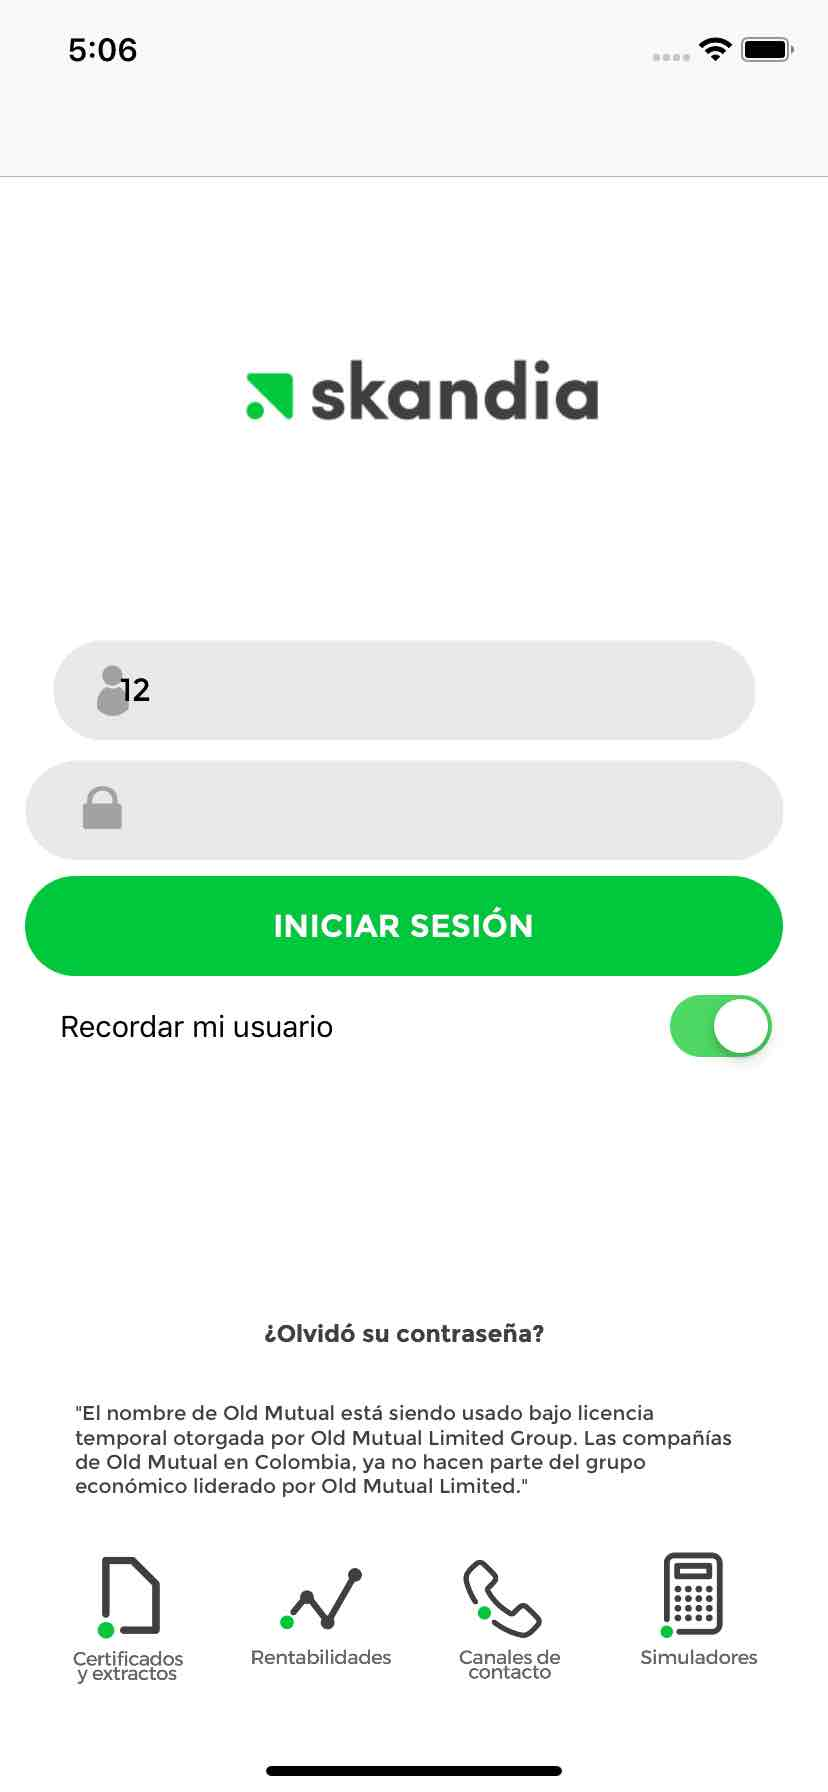 5:06
skandia
12
INICIAR SESIÓN
Recordar mi usuario
¿Olvidó su contraseña?
"El nombre de Old Mutual está siendo usado bajo licencia
temporal otorgada por Old Mutual Limited Group. Las compañías
de Old Mutual en Colombia, ya no hacen parte del grupo
económico liderado por Old Mutual Limited."
Certificados
y extractos
Rentabilidades
Canales de
contacto
Simuladores